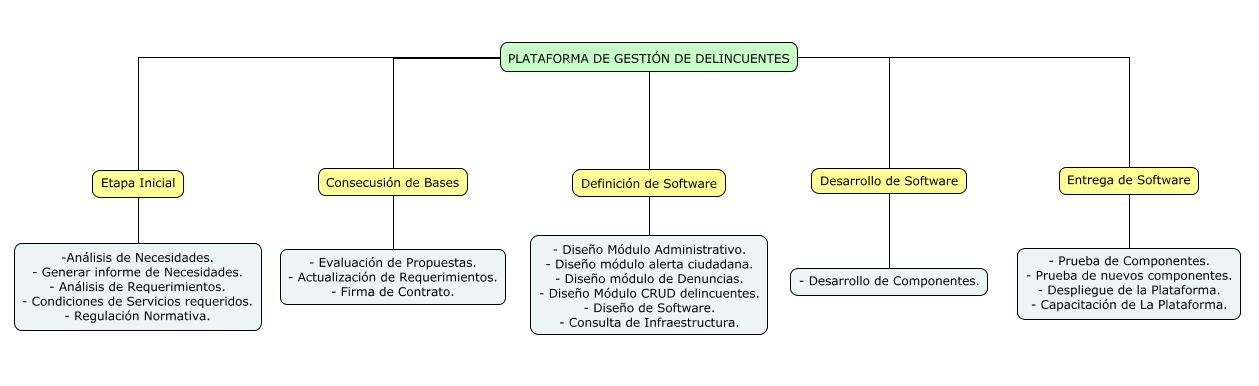 PLATAFORMA DE GESTIÓN DE DELINCUENTES
Etapa Inicial
-Análisis de Necesidades.
- Generar informe de Necesidades.
- Análisis de Requerimientos.
- Condiciones de Servicios requeridos.
- Regulación Normativa.
Consecusión de Bases
- Evaluación de Propuestas.
- Actualización de Requerimientos.
- Firma de Contrato.
Definición de Software
- Diseño Módulo Administrativo.
- Diseño módulo alerta ciudadana.
- Diseño módulo de Denuncias.
- Diseño Módulo CRUD delincuentes.
- Diseño de Software.
- Consulta de Infraestructura.
Desarrollo de Software
- Desarrollo de Componentes.
Entrega de Software
- Prueba de Componentes.
- Prueba de nuevos componentes.
- Despliegue de la Plataforma.
- Capacitación de La Plataforma.